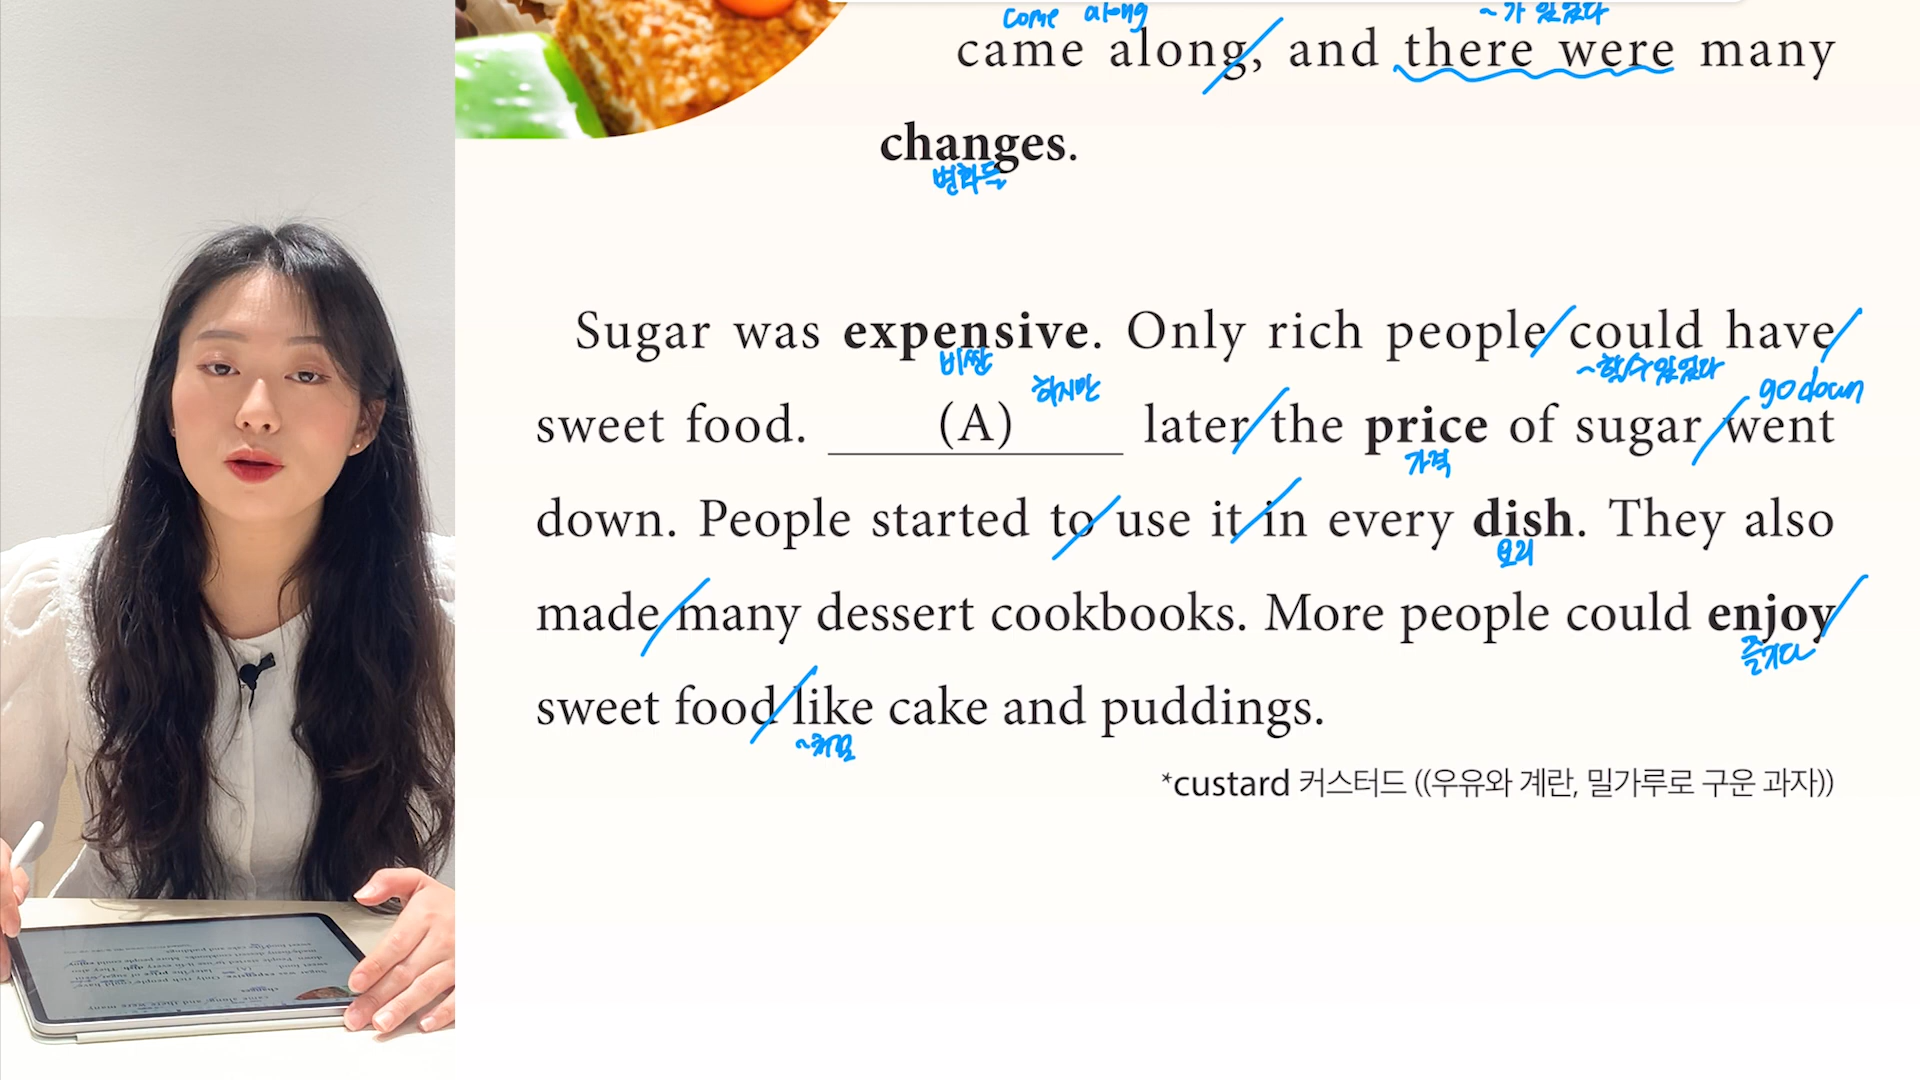 come along
~가 있었다
came along, and there were many
changes.
변화들
Sugar was expensive. Only rich people could have
비싼
~할 수 있었다
하지만
go down
sweet food. (A) later the price of sugar went
가격
down. People started to use it in every dish. They also
요리
made many dessert cookbooks. More people could enjoy
즐기다
sweet food like cake and puddings.
~처럼
*custard 커스터드 ((우유와 계란, 밀가루로 구운 과자))